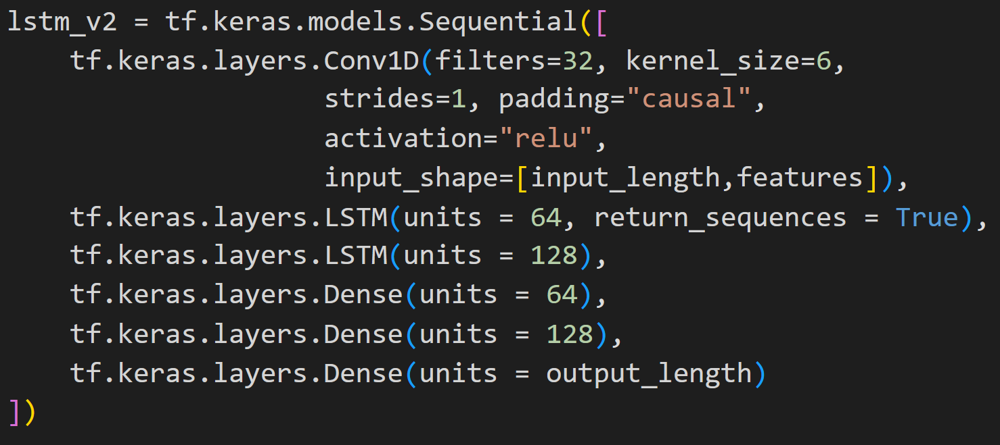 lstm_v2 = tf.keras.models.Sequential([
    tf.keras.layers.Conv1D(filters=32, kernel_size=6,
                    strides=1, padding="causal",
                    activation="relu",
                    input_shape=[input_length,features]),
    tf.keras.layers.LSTM(units = 64, return_sequences = True),
    tf.keras.layers.LSTM(units = 128),
    tf.keras.layers.Dense(units = 64),
    tf.keras.layers.Dense(units = 128),
    tf.keras.layers.Dense(units = output_length)
])